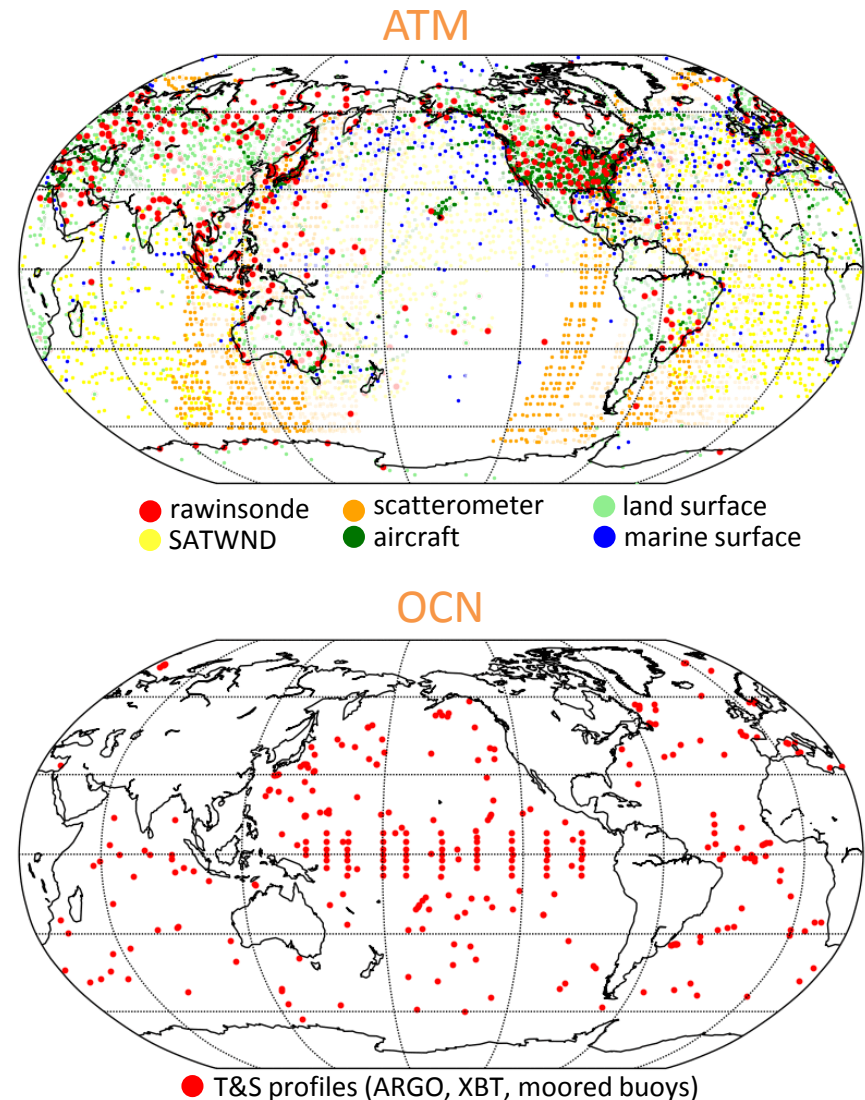 ATM
rawinsonde scatterometer land surface
SATWND aircraft marine surface
OCN
T&S profiles (ARGO, XBT, moored buoys)